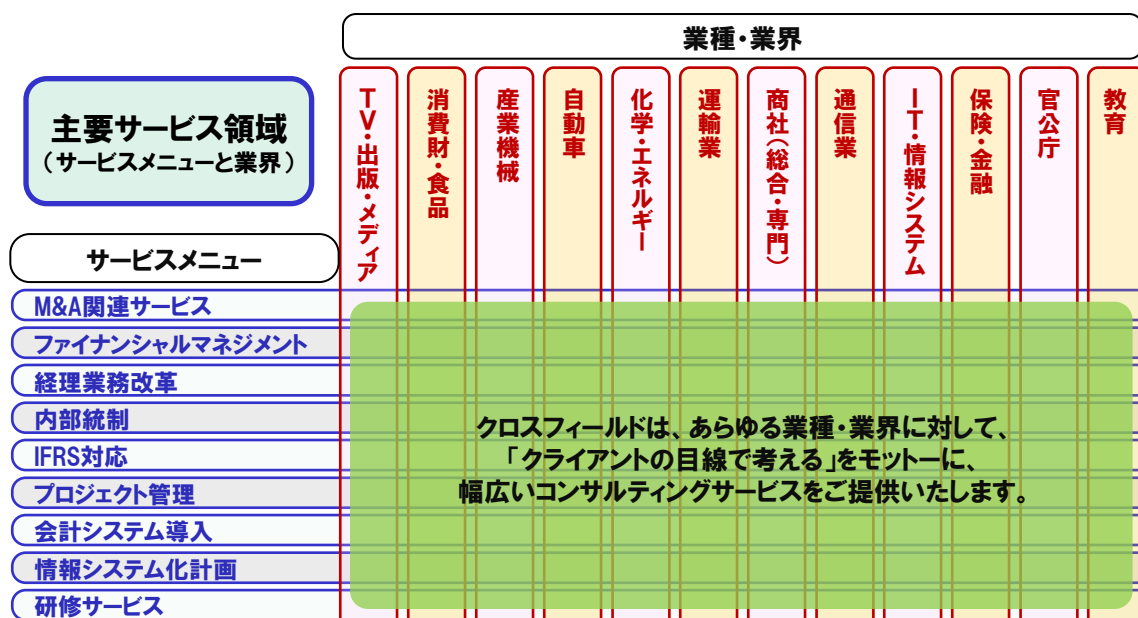 業種・業界
主要サービス領域
（サービスメニューと業界）
TV・出版・メディア
消費財・食品
産業機械
自動車
化学・エネルギー
運輸業
商社（総合・専門）
通信業
IT・情報システム
保険・金融
官公庁
教育
サービスメニュー
M&A関連サービス
ファイナンシャルマネジメント
経理業務改革
内部統制
IFRS対応
プロジェクト管理
会計システム導入
情報システム化計画
研修サービス
クロスフィールドは、あらゆる業種・業界に対して、
「クライアントの目線で考える」をモットーに、
幅広いコンサルティングサービスをご提供いたします。